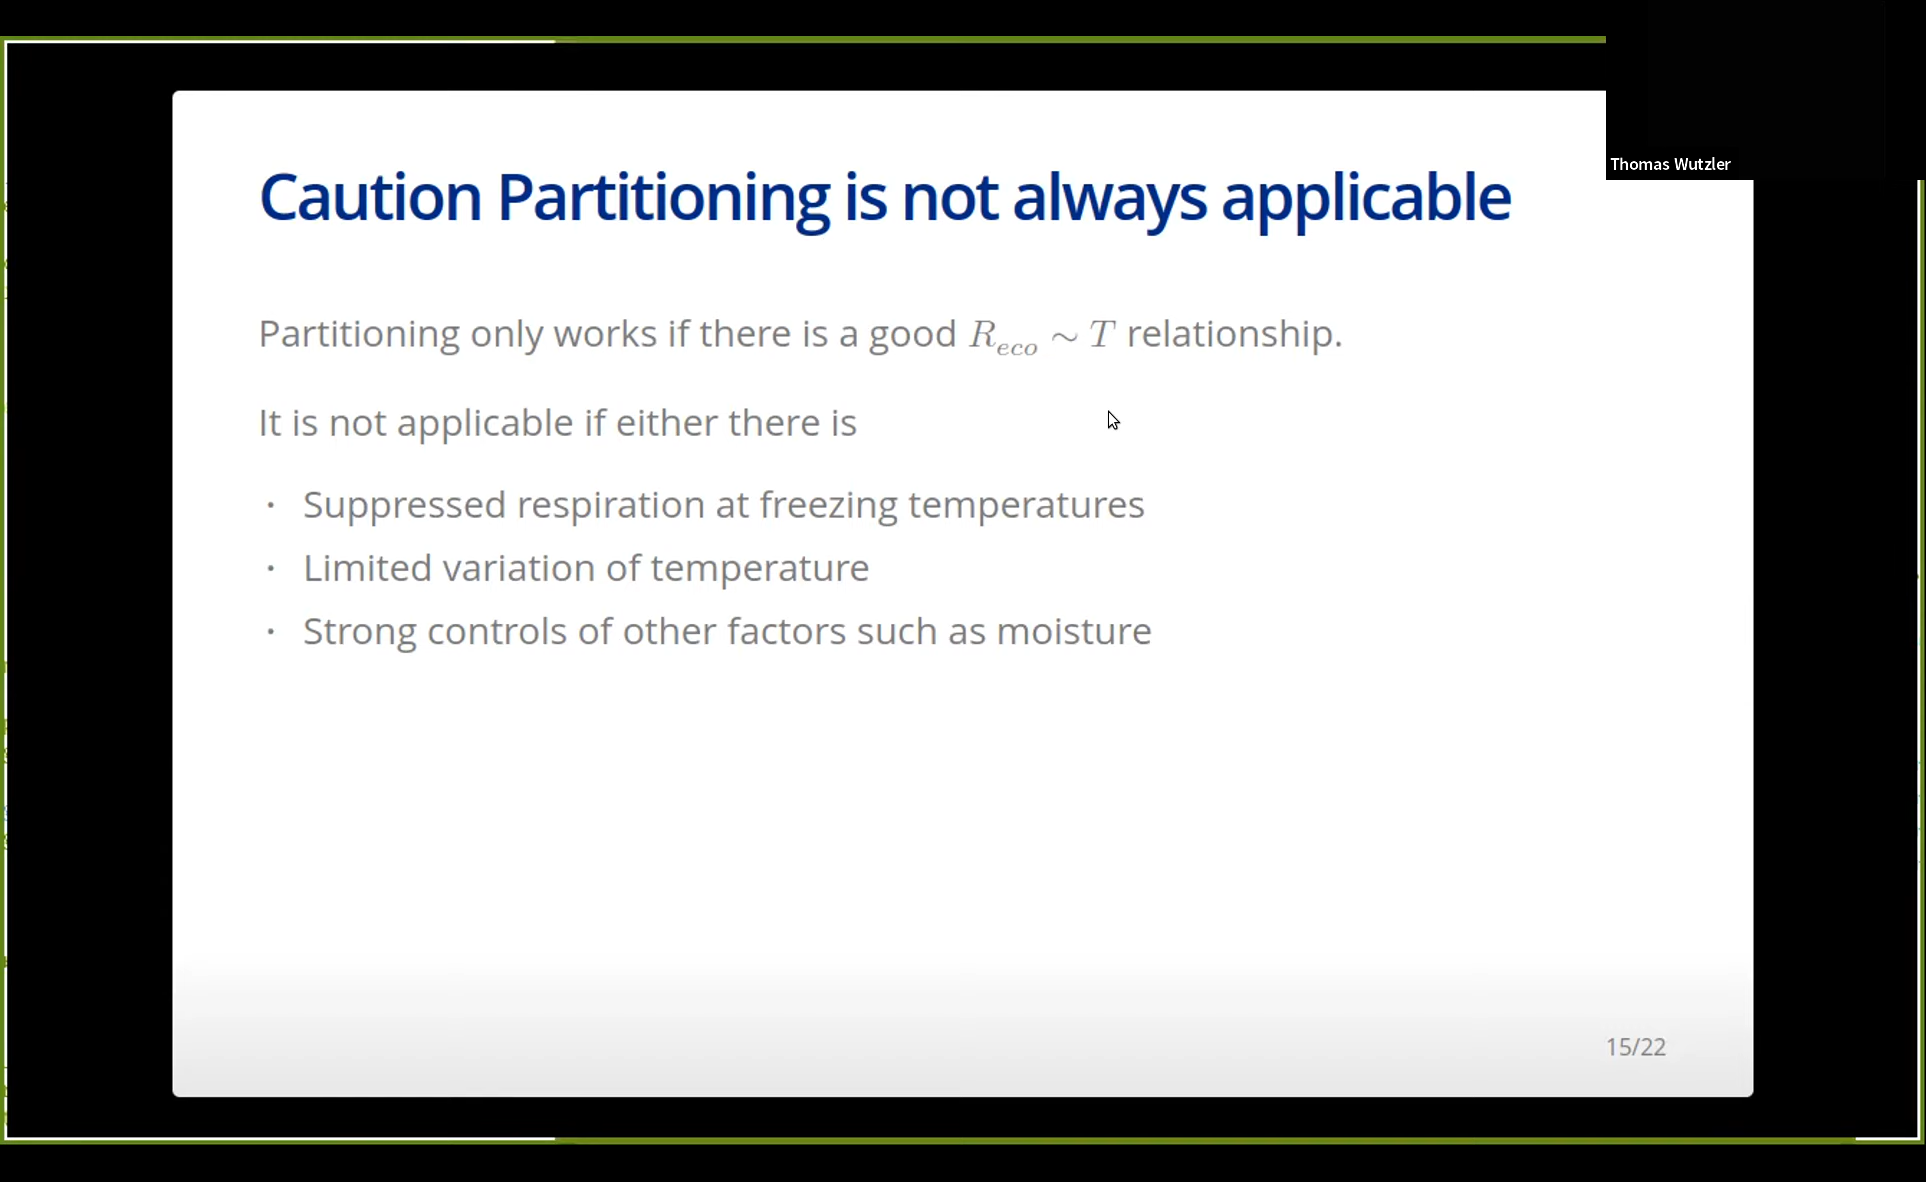 Thomas Wutzler
Caution Partitioning is not always applicable
Partitioning only works if there is a good R_eco ∼ T relationship.
It is not applicable if either there is
· Suppressed respiration at freezing temperatures
· Limited variation of temperature
· Strong controls of other factors such as moisture
15/22